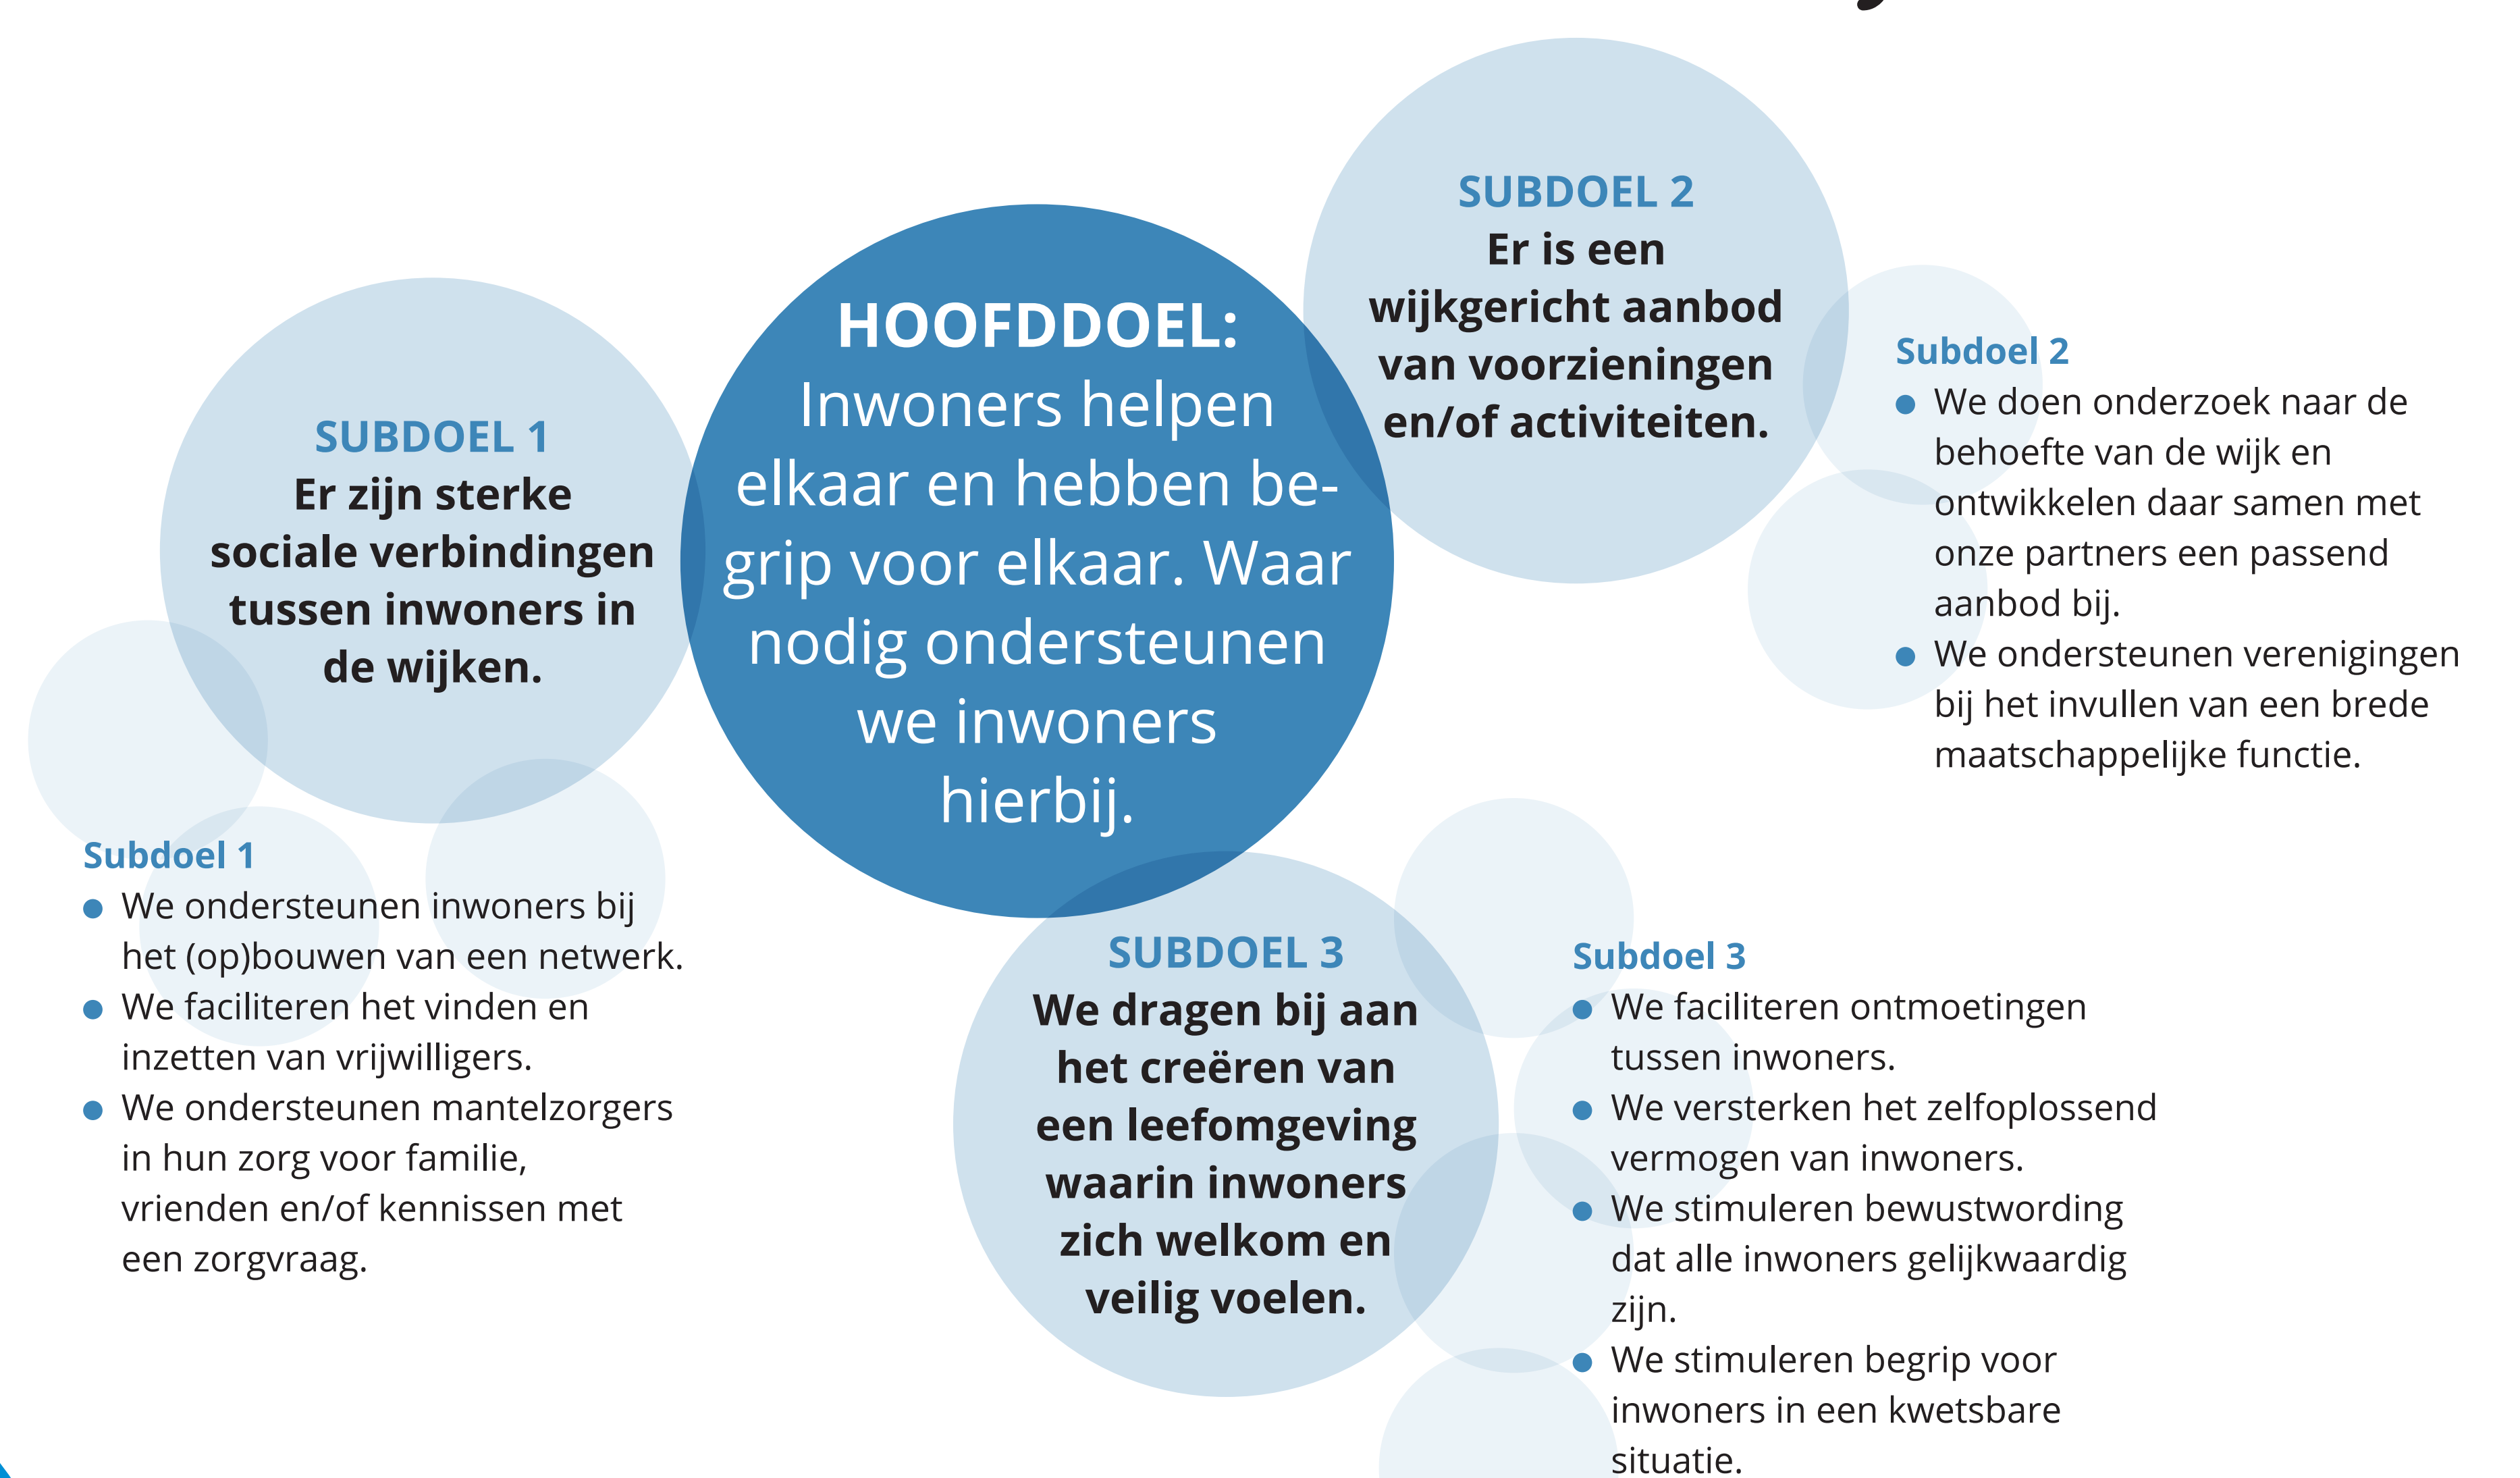 SUBDOEL 1
Er zijn sterke
sociale verbindingen
tussen inwoners in
de wijken.
HOOFDDOEL:
Inwoners helpen
elkaar en hebben be-
grip voor elkaar. Waar
nodig ondersteunen
we inwoners
hierbij.
SUBDOEL 2
Er is een
wijkgericht aanbod
van voorzieningen
en/of activiteiten.
Subdoel 2
We doen onderzoek naar de
behoefte van de wijk en
ontwikkelen daar samen met
onze partners een passend
aanbod bij.
We ondersteunen verenigingen
bij het invullen van een brede
maatschappelijke functie.
Subdoel 1
We ondersteunen inwoners bij
het (op)bouwen van een netwerk.
We faciliteren het vinden en
inzetten van vrijwilligers.
We ondersteunen mantelzorgers
in hun zorg voor familie,
vrienden en/of kennissen met
een zorgvraag.
SUBDOEL 3
We dragen bij aan
het creëren van
een leefomgeving
waarin inwoners
zich welkom en
veilig voelen.
Subdoel 3
We faciliteren ontmoetingen
tussen inwoners.
We versterken het zelfoplossend
vermogen van inwoners.
We stimuleren bewustwording
dat alle inwoners gelijkwaardig
zijn.
We stimuleren begrip voor
inwoners in een kwetsbare
situatie.